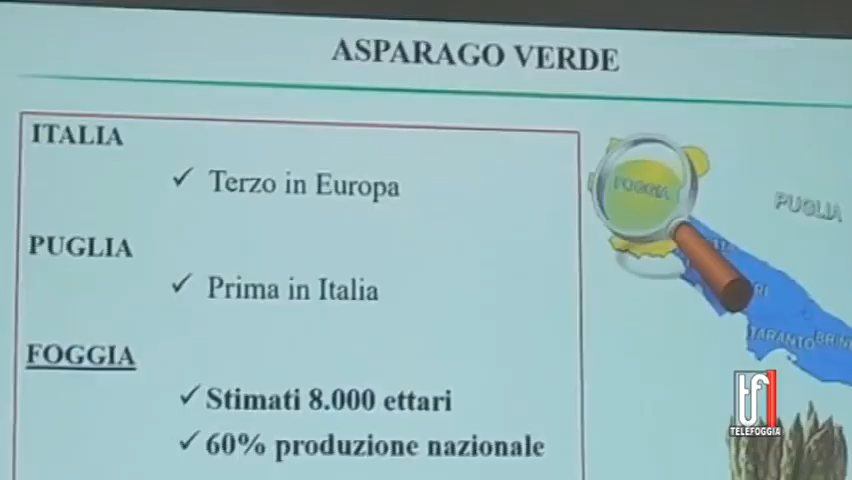 ASPARAGO VERDE
ITALIA
✓ Terzo in Europa
PUGLIA
✓ Prima in Italia
FOGGIA
✓ Stimati 8.000 ettari
✓ 60% produzione nazionale
FOGGIA
PUGLIA
TARANTO
TELEFOGGIA